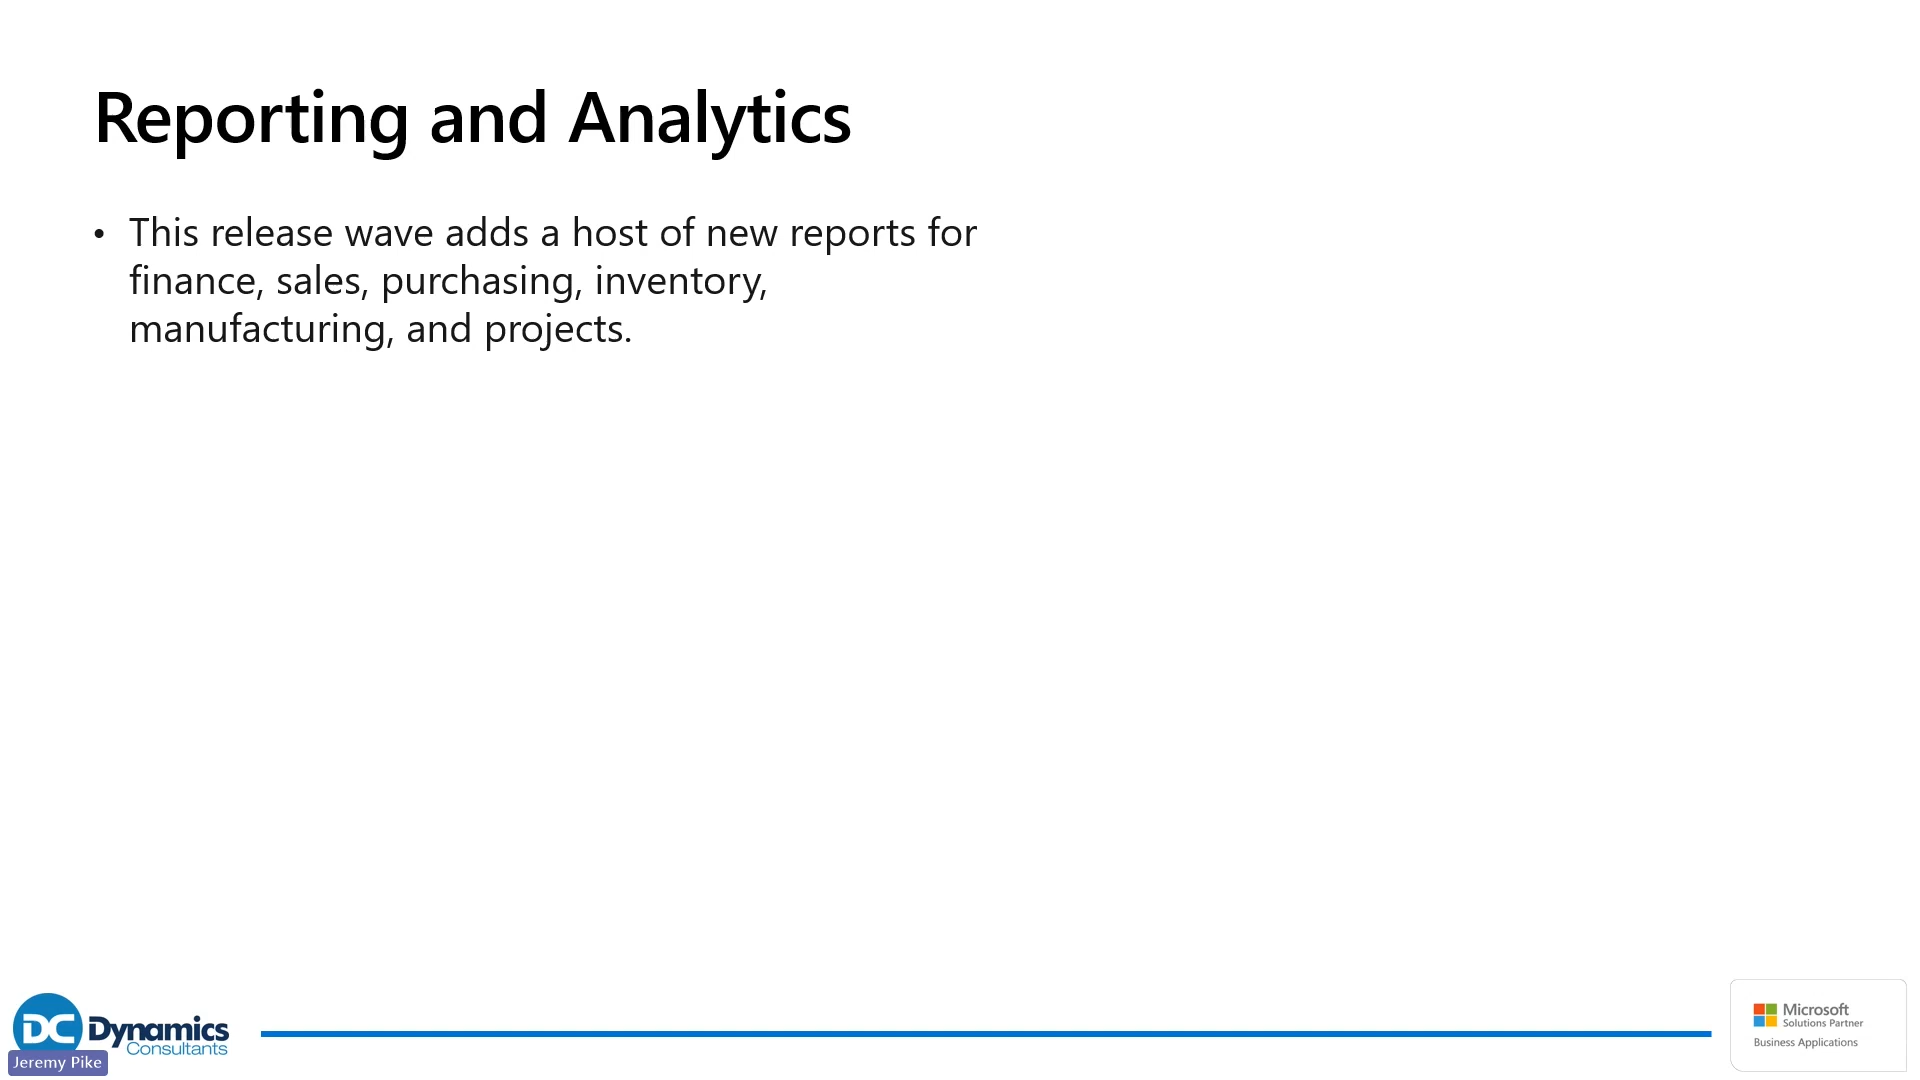 Reporting and Analytics
• This release wave adds a host of new reports for
finance, sales, purchasing, inventory,
manufacturing, and projects.
DC Dynamics
Consultants
Jeremy Pike
Microsoft
Solutions Partner
Business Applications